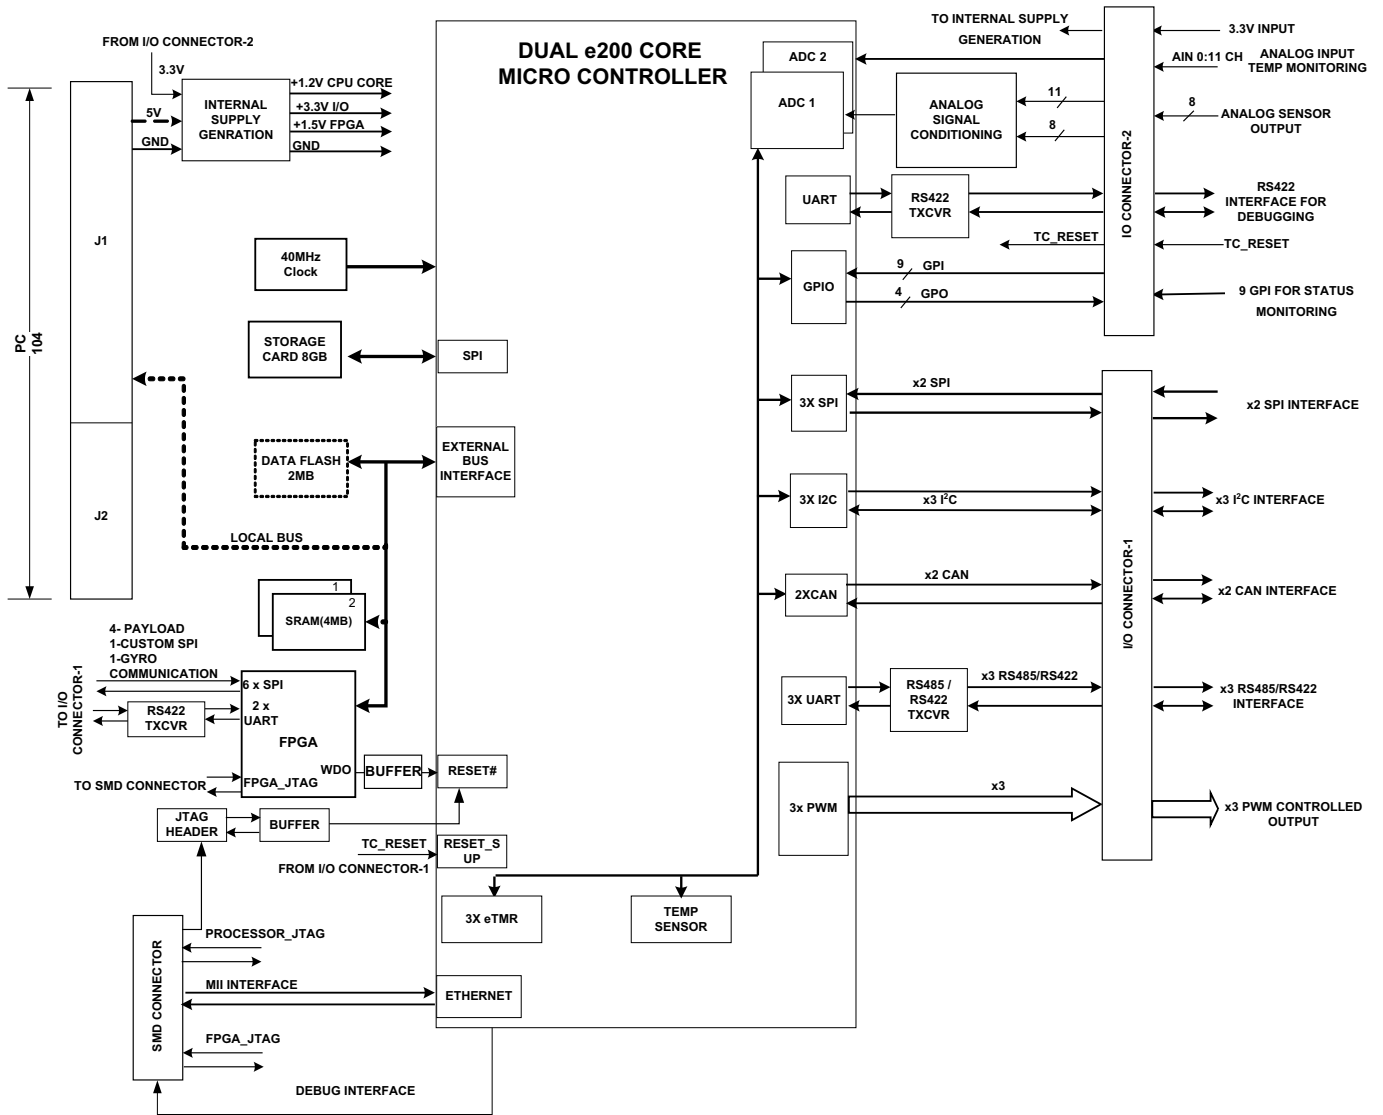 DUAL e200 CORE
MICRO CONTROLLER
FROM I/O CONNECTOR-2
3.3V
5V
GND
INTERNAL
SUPPLY
GENRATION
+1.2V CPU CORE
+3.3V I/O
+1.5V FPGA
GND
J1
J2
PC
104
40MHz
Clock
STORAGE
CARD 8GB
SPI
DATA FLASH
2MB
EXTERNAL
BUS
INTERFACE
LOCAL BUS
1
2
SRAM(4MB)
4- PAYLOAD
1-CUSTOM SPI
1-GYRO
COMMUNICATION
TO I/O
CONNECTOR-1
RS422
TXCVR
6 x SPI
2 x
UART
FPGA
WDO
FPGA_JTAG
TO SMD CONNECTOR
BUFFER
RESET#
JTAG
HEADER
BUFFER
TC_RESET
FROM I/O CONNECTOR-1
RESET_S
UP
3X eTMR
TEMP
SENSOR
SMD CONNECTOR
PROCESSOR_JTAG
MII INTERFACE
ETHERNET
FPGA_JTAG
DEBUG INTERFACE
ADC 2
ADC 1
ANALOG
SIGNAL
CONDITIONING
11
8
TO INTERNAL SUPPLY
GENERATION
UART
RS422
TXCVR
TC_RESET
GPIO
9
GPI
4
GPO
IO CONNECTOR-2
3.3V INPUT
AIN 0:11 CH
ANALOG INPUT
TEMP MONITORING
8
ANALOG SENSOR
OUTPUT
RS422
INTERFACE FOR
DEBUGGING
TC_RESET
9 GPI FOR STATUS
MONITORING
3X SPI
x2 SPI
3X I2C
x3 I²C
2XCAN
x2 CAN
3X UART
RS485 /
RS422
TXCVR
x3 RS485/RS422
3x PWM
x3
I/O CONNECTOR-1
x2 SPI INTERFACE
x3 I²C INTERFACE
x2 CAN INTERFACE
x3 RS485/RS422
INTERFACE
x3 PWM CONTROLLED
OUTPUT